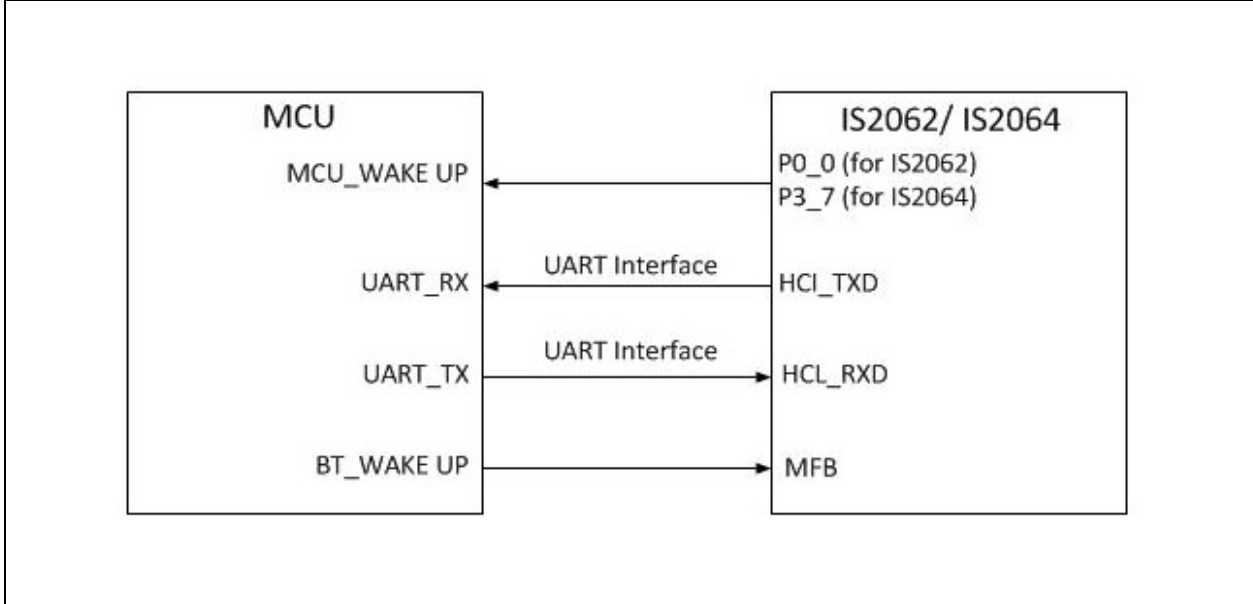 MCU
IS2062/ IS2064
MCU_WAKE UP
P0_0 (for IS2062)
P3_7 (for IS2064)
UART_RX
UART Interface
HCI_TXD
UART_TX
UART Interface
HCL_RXD
BT_WAKE UP
MFB